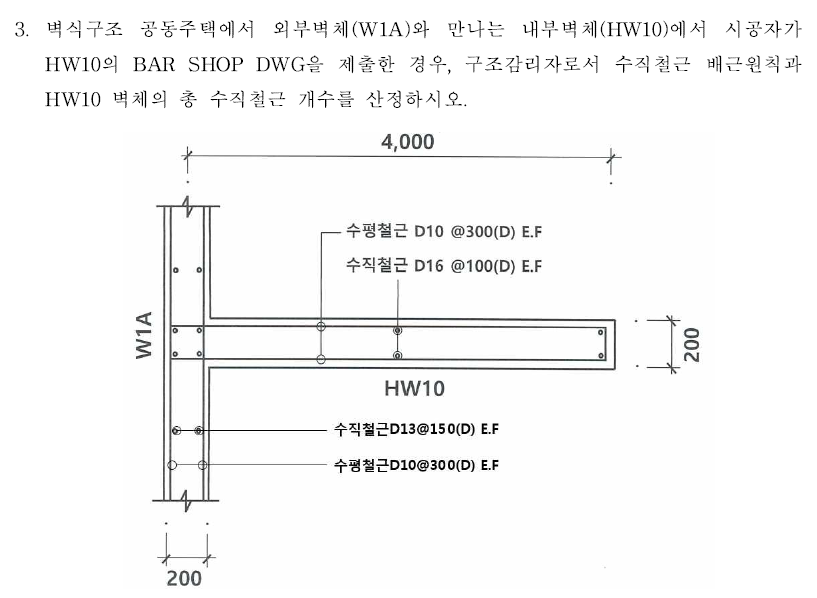 3. 벽식구조 공동주택에서 외부벽체(W1A)와 만나는 내부벽체(HW10)에서 시공자가
HW10의 BAR SHOP DWG을 제출한 경우, 구조감리자로서 수직철근 배근원칙과
HW10 벽체의 총 수직철근 개수를 산정하시오.
4,000
수평철근 D10 @300(D) E.F
수직철근 D16 @100(D) E.F
W1A
200
HW10
수직철근D13@150(D) E.F
수평철근D10@300(D) E.F
200